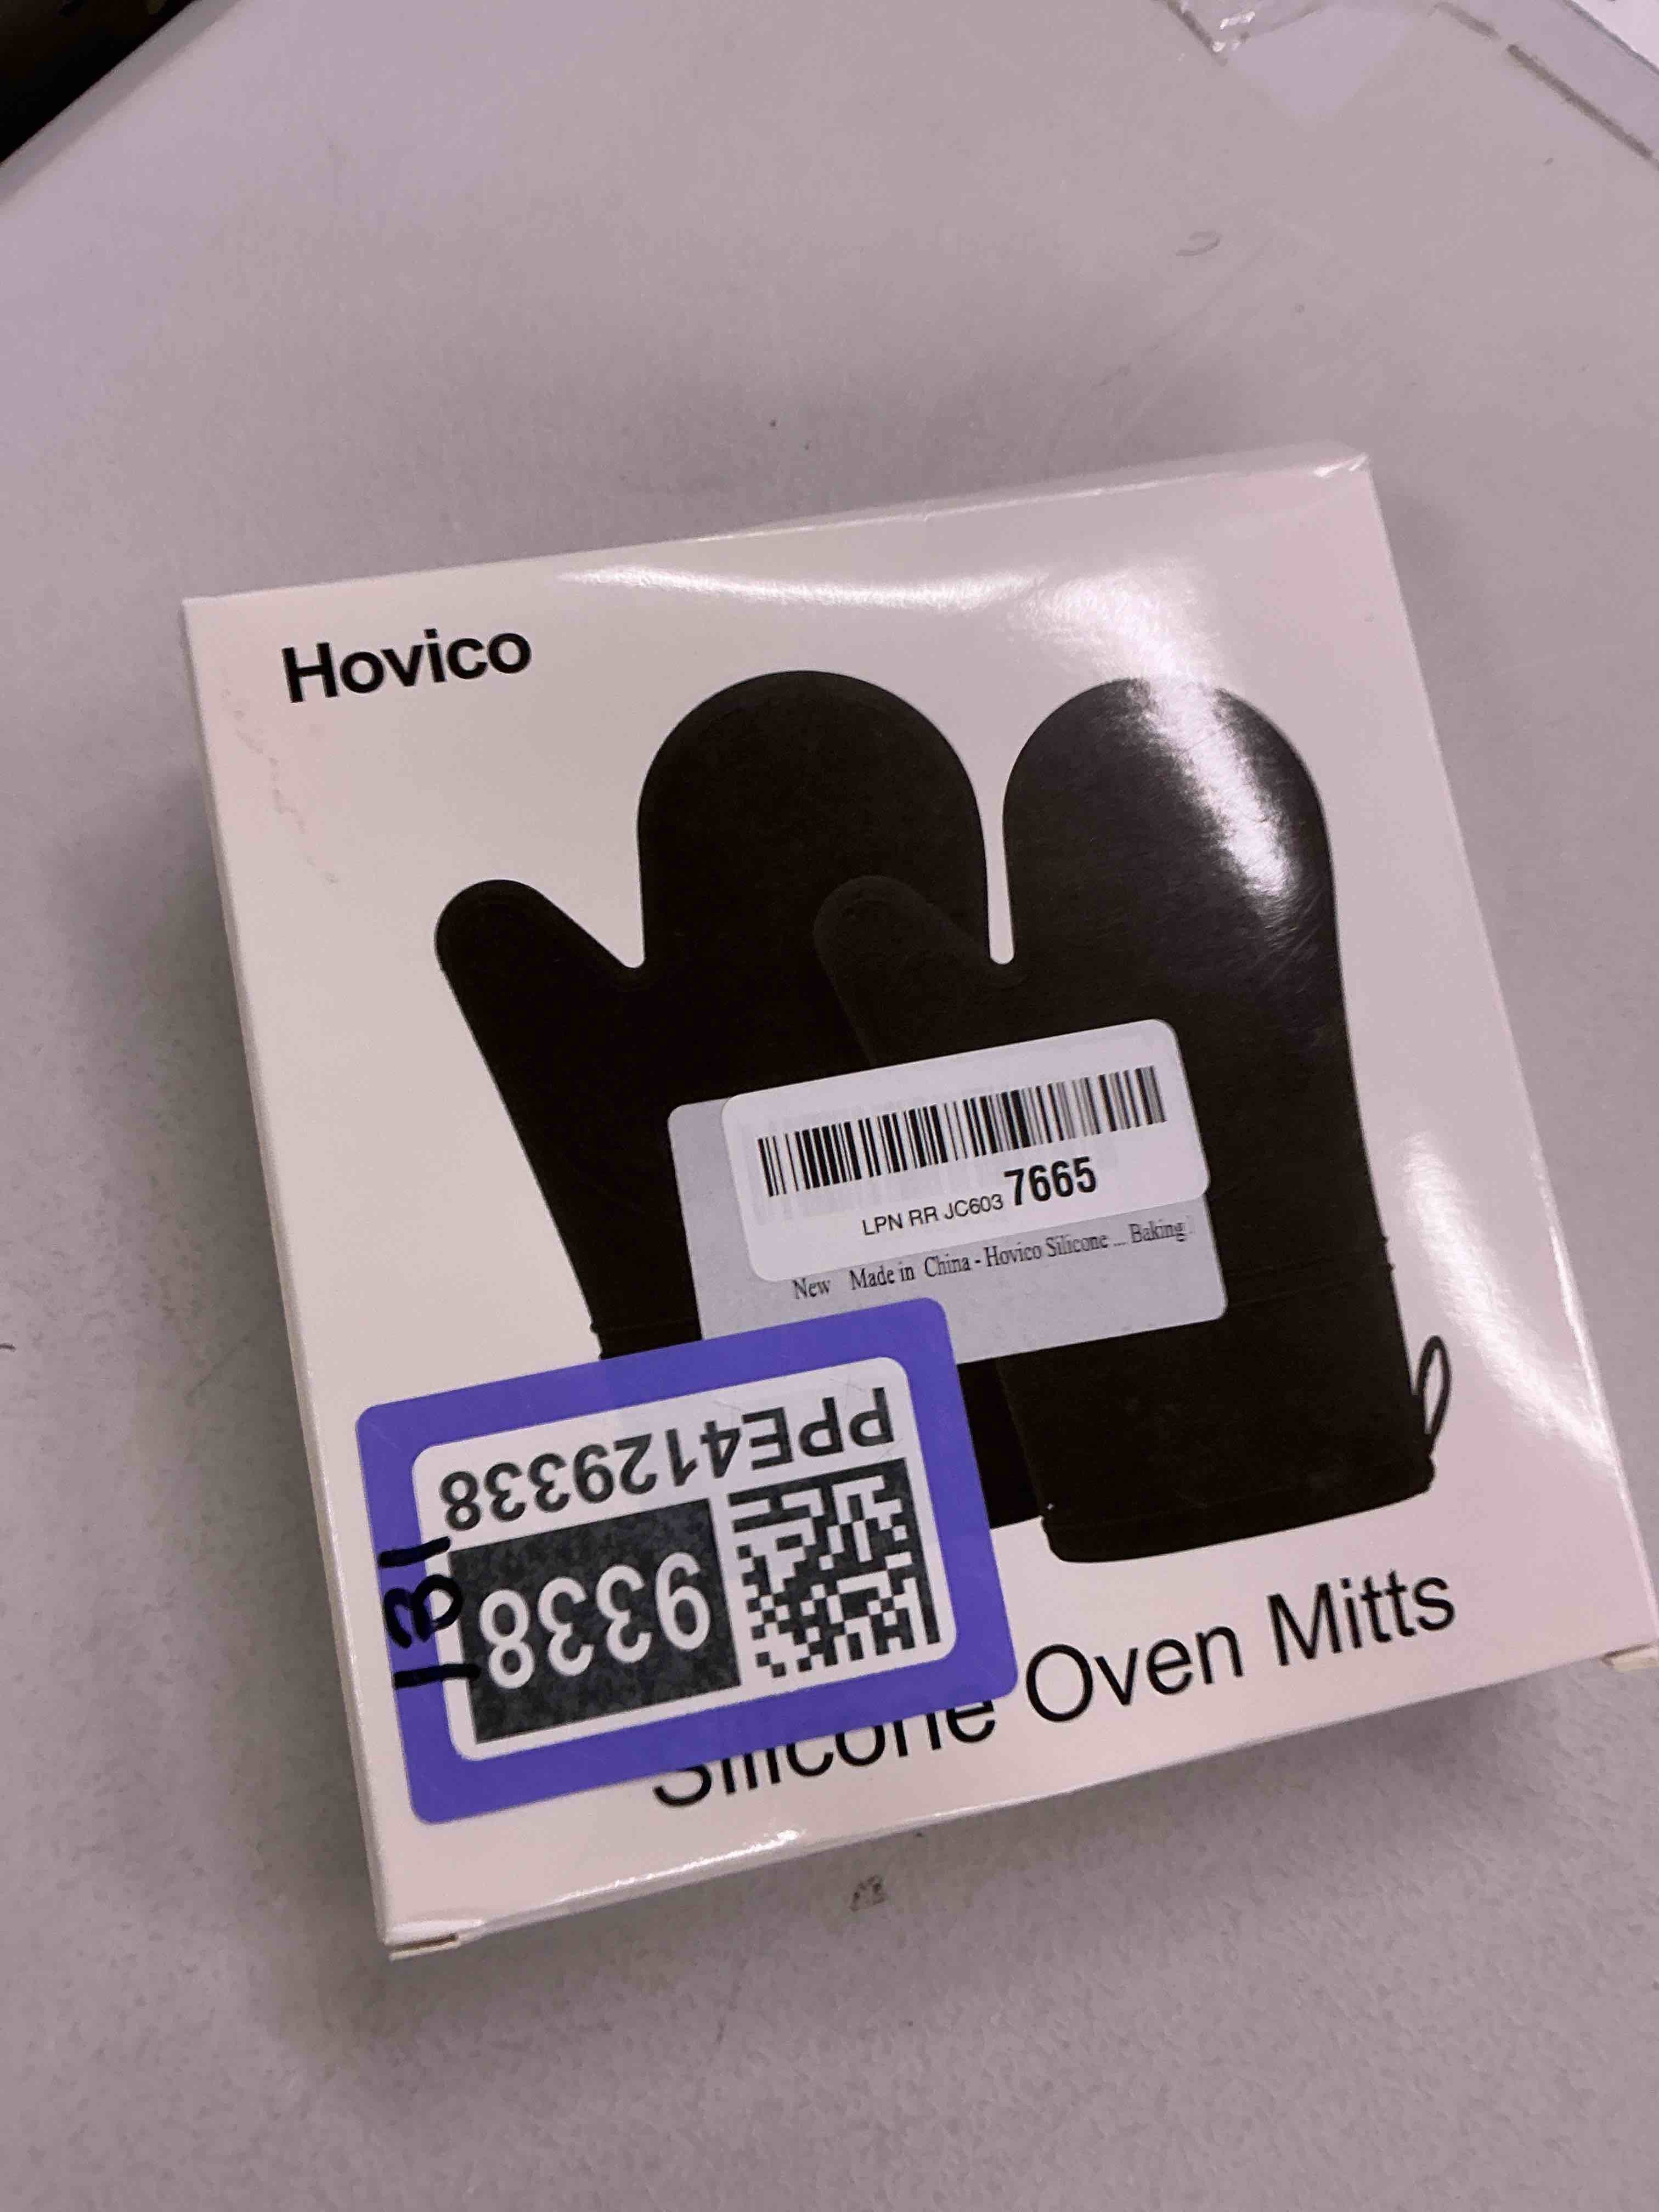 Hovico
LPN RR JC603 7665
New Made in China - Hovico Silicone ... Baking
PPE4129338
9338
131
Silicone Oven Mitts